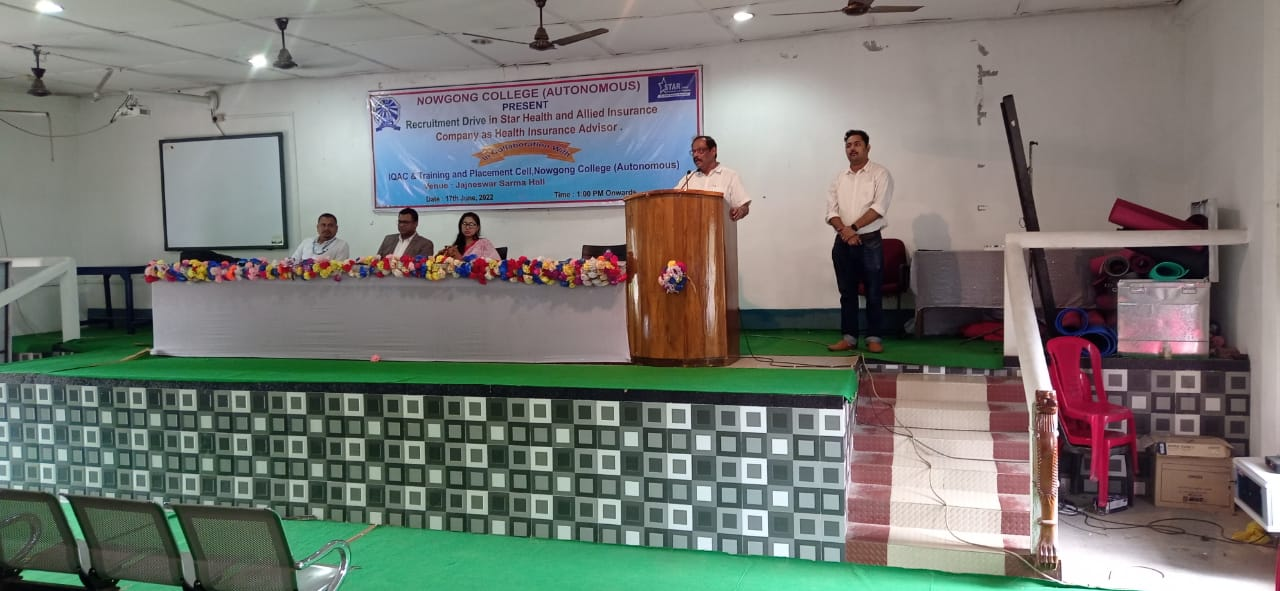 NOWGONG COLLEGE (AUTONOMOUS)
PRESENT
STAR
Recruitment Drive in Star Health and Allied Insurance
Company as Health Insurance Advisor .
In Collaboration With
IQAC & Training and Placement Cell,Nowgong College (Autonomous)
Venue : Jajneswar Sarma Hall
Date : 17th June, 2022 Time : 1:00 PM Onwards